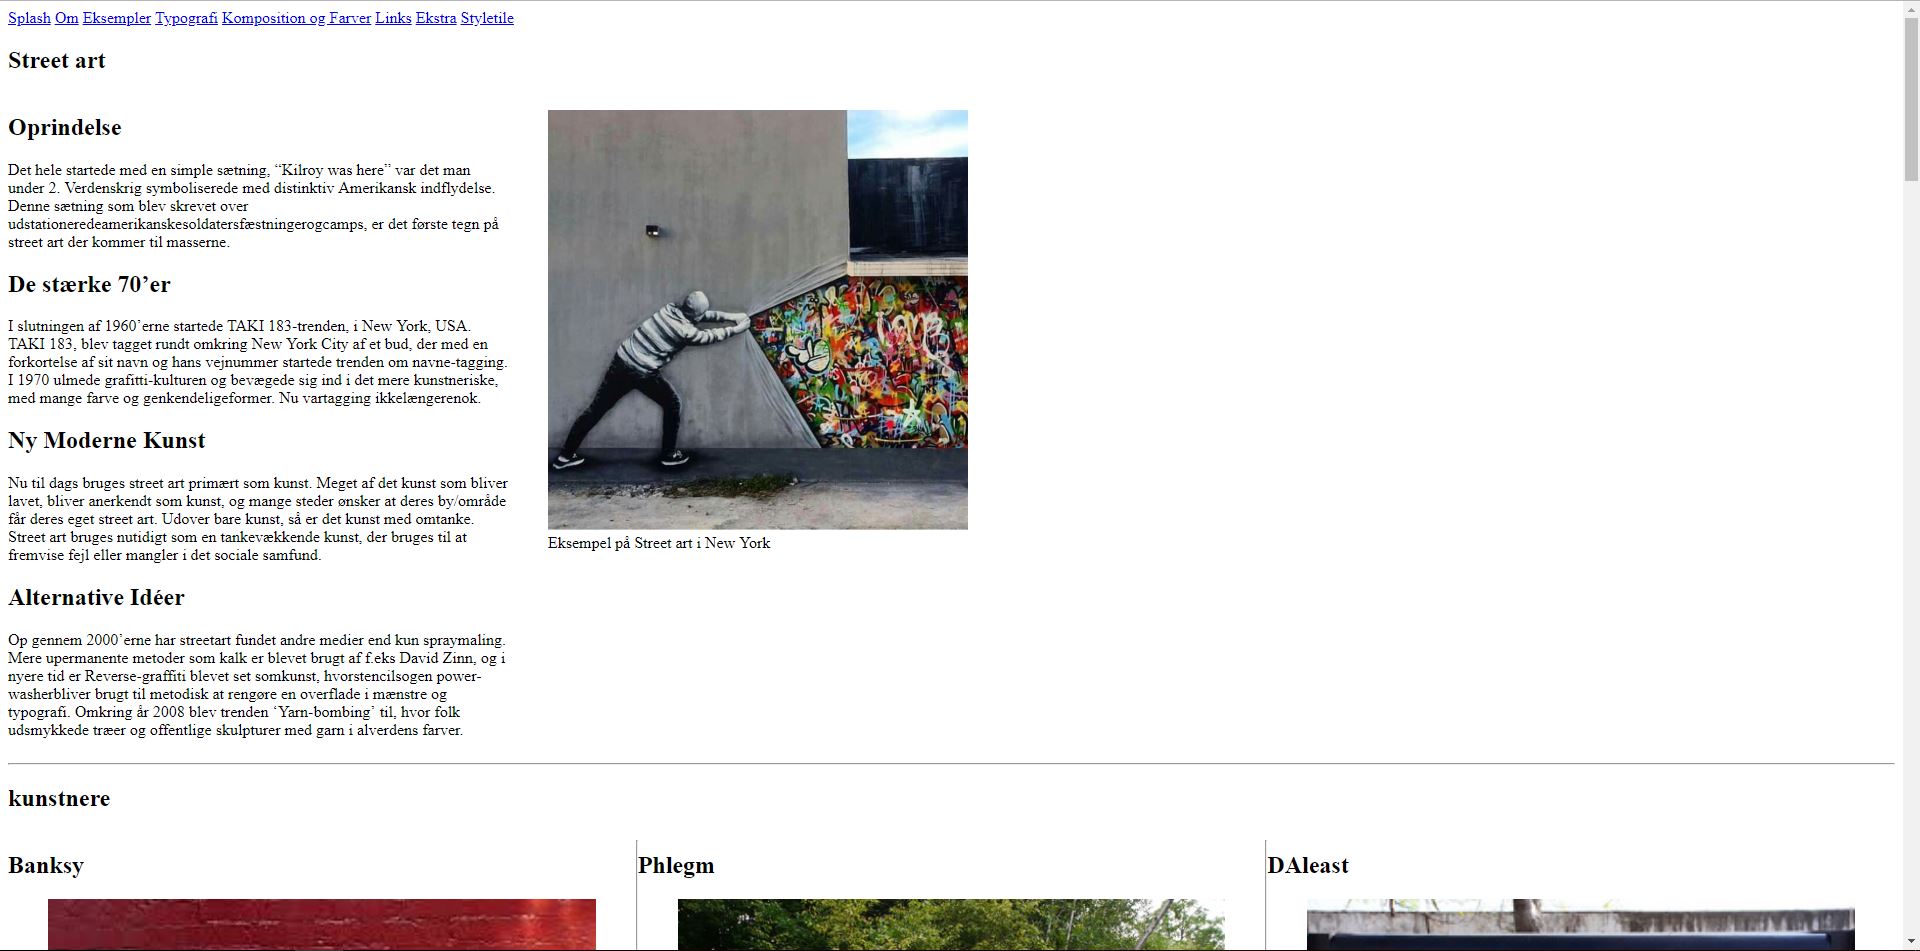 Splash Om Eksempler Typografi Komposition og Farver Links Ekstra Styletile
Street art
Oprindelse
Det hele startede med en simple sætning, “Kilroy was here” var det man
under 2. Verdenskrig symboliserede med distinktiv Amerikansk indflydelse.
Denne sætning som blev skrevet over
udstationeredeamerikanskesoldatersfæstningerogcamps, er det første tegn på
street art der kommer til masserne.
De stærke 70’er
I slutningen af 1960’erne startede TAKI 183-trenden, i New York, USA.
TAKI 183, blev tagget rundt omkring New York City af et bud, der med en
forkortelse af sit navn og hans vejnummer startede trenden om navne-tagging.
I 1970 ulmede grafitti-kulturen og bevægede sig ind i det mere kunstneriske,
med mange farve og genkendeligeformer. Nu vartagging ikkelængerenok.
Ny Moderne Kunst
Nu til dags bruges street art primært som kunst. Meget af det kunst som bliver
lavet, bliver anerkendt som kunst, og mange steder ønsker at deres by/område
får deres eget street art. Udover bare kunst, så er det kunst med omtanke.
Street art bruges nutidigt som en tankevækkende kunst, der bruges til at
fremvise fejl eller mangler i det sociale samfund.
Alternative Idéer
Op gennem 2000’erne har streetart fundet andre medier end kun spraymaling.
Mere upermanente metoder som kalk er blevet brugt af f.eks David Zinn, og i
nyere tid er Reverse-graffiti blevet set somkunst, hvorstencilsogen power-
washerbliver brugt til metodisk at rengøre en overflade i mænstre og
typografi. Omkring år 2008 blev trenden ‘Yarn-bombing’ til, hvor folk
udsmykkede træer og offentlige skulpturer med garn i alverdens farver.
Eksempel på Street art i New York
kunstnere
Banksy
Phlegm
DAleast